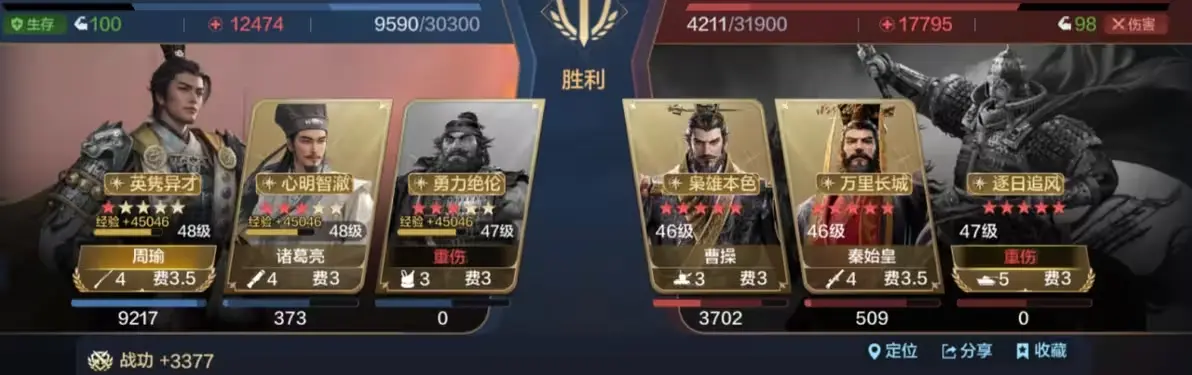 生存 100 12474 9590/30300
胜利
4211/31900 17795 98 伤害
英隽异才
经验 +45046 48级
周瑜
4 费3.5
9217
心明智澈
经验 +45046 48级
诸葛亮
4 费3
373
勇力绝伦
经验 +45046 47级
重伤
3 费3
0
枭雄本色
46级
曹操
3 费3
3702
万里长城
46级
秦始皇
4 费3.5
509
逐日追风
47级
重伤
5 费3
0
战功 +3377
定位 分享 收藏